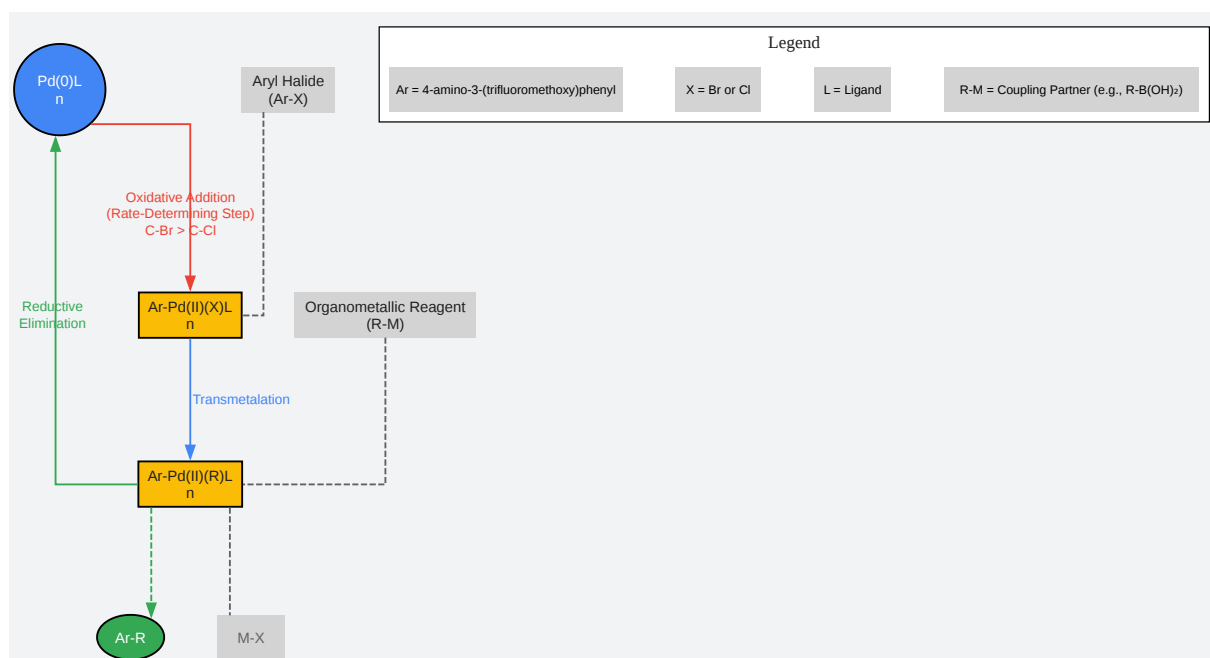 Legend
Pd(0)L
n
Aryl Halide
(Ar-X)
Ar = 4-amino-3-(trifluoromethoxy)phenyl
X = Br or Cl
L = Ligand
R-M = Coupling Partner (e.g., R-B(OH)₂)
Oxidative Addition
(Rate-Determining Step)
C-Br > C-Cl
Reductive
Elimination
Ar-Pd(II)(X)L
n
Organometallic Reagent
(R-M)
Transmetalation
Ar-Pd(II)(R)L
n
Ar-R
M-X